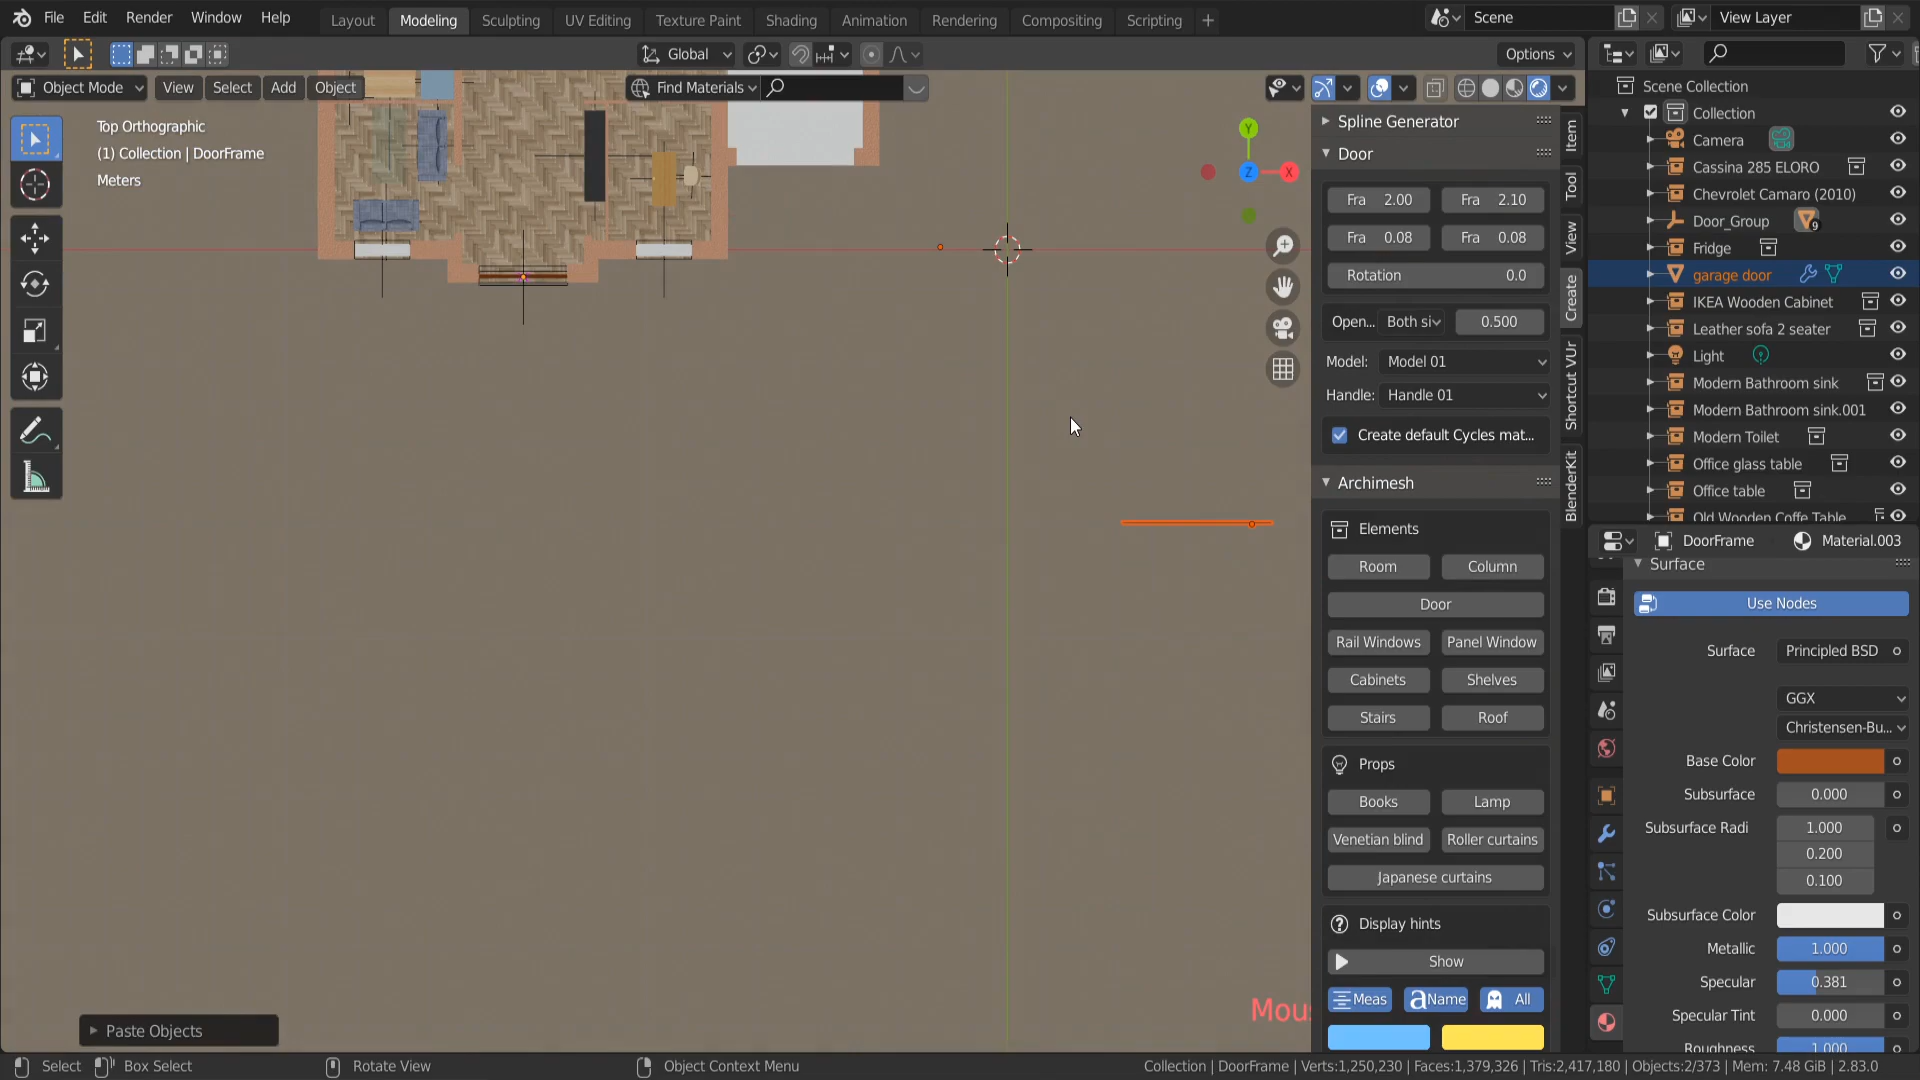 File Edit Render Window Help
Layout Modeling Sculpting UV Editing Texture Paint Shading Animation Rendering Compositing Scripting +
Scene
View Layer
Global
Options
Object Mode View Select Add Object
Find Materials
Top Orthographic
(1) Collection | DoorFrame
Meters
Y
Z
X
Spline Generator
Door
Fra 2.00
Fra 2.10
Fra 0.08
Fra 0.08
Rotation 0.0
Open... Both si 0.500
Model: Model 01
Handle: Handle 01
Create default Cycles mat...
Archimesh
Elements
Room
Column
Door
Rail Windows
Panel Window
Cabinets
Shelves
Stairs
Roof
Props
Books
Lamp
Venetian blind
Roller curtains
Japanese curtains
Display hints
Show
Meas
Name
All
Item
Tool
View
Create
Shortcut VUr
BlenderKit
Scene Collection
Collection
Camera
Cassina 285 ELORO
Chevrolet Camaro (2010)
Door_Group 9
Fridge
garage door
IKEA Wooden Cabinet
Leather sofa 2 seater
Light
Modern Bathroom sink
Modern Bathroom sink.001
Modern Toilet
Office glass table
Office table
Old Wooden Coffe Table
DoorFrame
Material.003
Surface
Use Nodes
Surface Principled BSD
GGX
Christensen-Bu...
Base Color
Subsurface 0.000
Subsurface Radi 1.000
0.200
0.100
Subsurface Color
Metallic 1.000
Specular 0.381
Specular Tint 0.000
Roughness 1.000
Mou
Paste Objects
Select
Box Select
Rotate View
Object Context Menu
Collection | DoorFrame | Verts:1,250,230 | Faces:1,379,326 | Tris:2,417,180 | Objects:2/373 | Mem: 7.48 GiB | 2.83.0